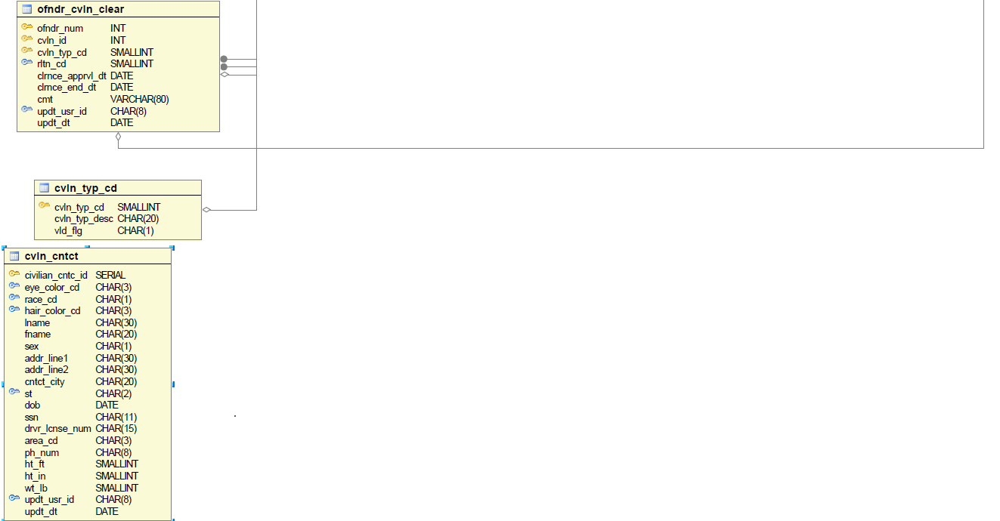 ofndr_cvln_clear
ofndr_num INT
cvln_id INT
cvln_typ_cd SMALLINT
rltn_cd SMALLINT
clrnce_apprvl_dt DATE
clrnce_end_dt DATE
cmt VARCHAR(80)
updt_usr_id CHAR(8)
updt_dt DATE
cvln_typ_cd
cvln_typ_cd SMALLINT
cvln_typ_desc CHAR(20)
vld_flg CHAR(1)
cvln_cntct
civilian_cntc_id SERIAL
eye_color_cd CHAR(3)
race_cd CHAR(1)
hair_color_cd CHAR(3)
lname CHAR(30)
fname CHAR(20)
sex CHAR(1)
addr_line1 CHAR(30)
addr_line2 CHAR(30)
cntct_city CHAR(20)
st CHAR(2)
dob DATE
ssn CHAR(11)
drvr_lcnse_num CHAR(15)
area_cd CHAR(3)
ph_num CHAR(8)
ht_ft SMALLINT
ht_in SMALLINT
wt_lb SMALLINT
updt_usr_id CHAR(8)
updt_dt DATE